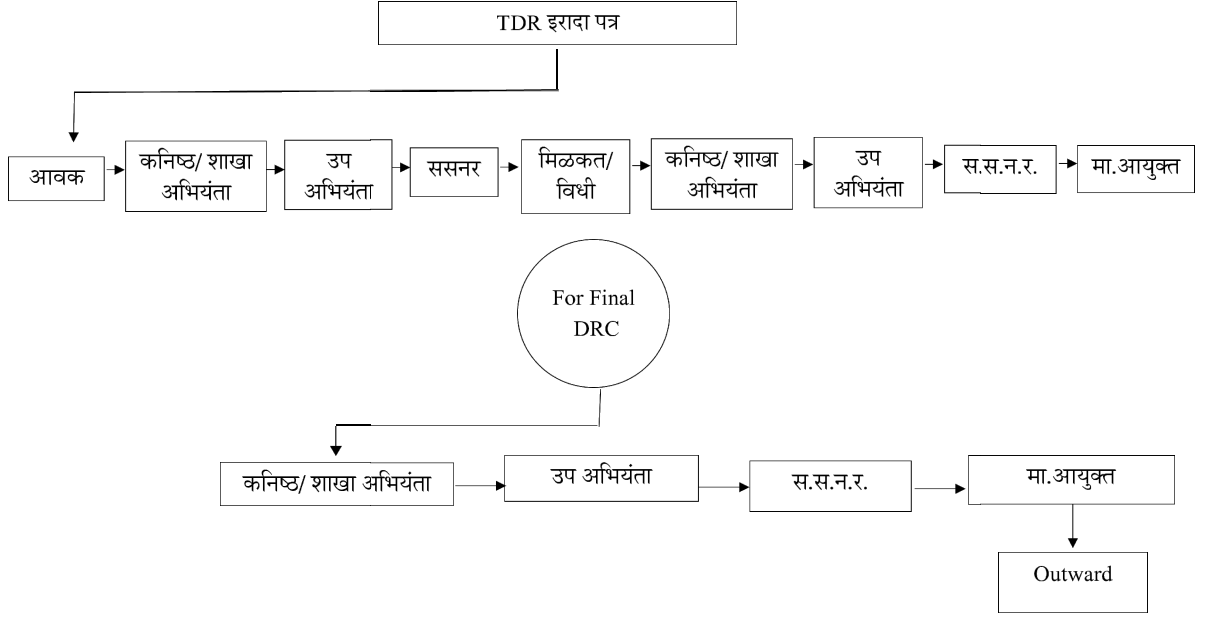 TDR इरादा पत्र
आवक
कनिष्ठ/ शाखा
अभियंता
उप
अभियंता
ससनर
मिळकत/
विधी
कनिष्ठ/ शाखा
अभियंता
उप
अभियंता
स.स.न.र.
मा.आयुक्त
For Final
DRC
कनिष्ठ/ शाखा अभियंता
उप अभियंता
स.स.न.र.
मा.आयुक्त
Outward